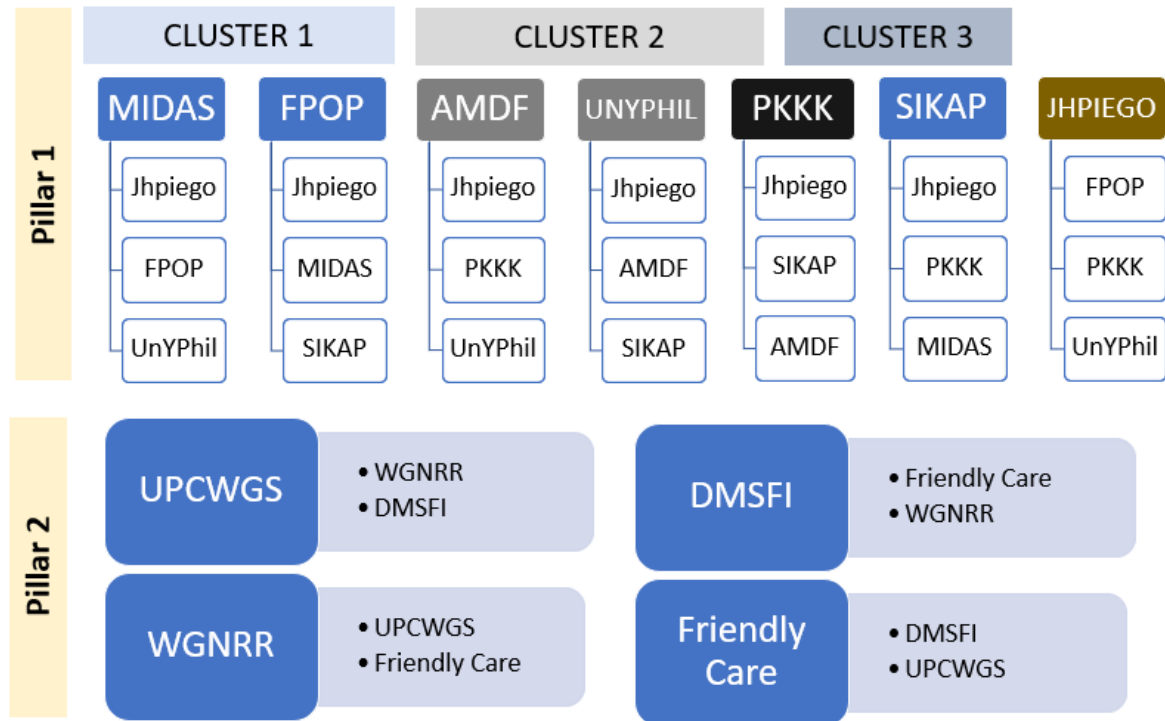 Pillar 1
CLUSTER 1
CLUSTER 2
CLUSTER 3
MIDAS
Jhpiego
FPOP
UnYPhil
FPOP
Jhpiego
MIDAS
SIKAP
AMDF
Jhpiego
PKKK
UnYPhil
UNYPHIL
Jhpiego
AMDF
SIKAP
PKKK
Jhpiego
SIKAP
AMDF
SIKAP
Jhpiego
PKKK
MIDAS
JHPIEGO
FPOP
PKKK
UnYPhil
Pillar 2
UPCWGS
• WGNRR
• DMSFI
DMSFI
• Friendly Care
• WGNRR
WGNRR
• UPCWGS
• Friendly Care
Friendly
Care
• DMSFI
• UPCWGS